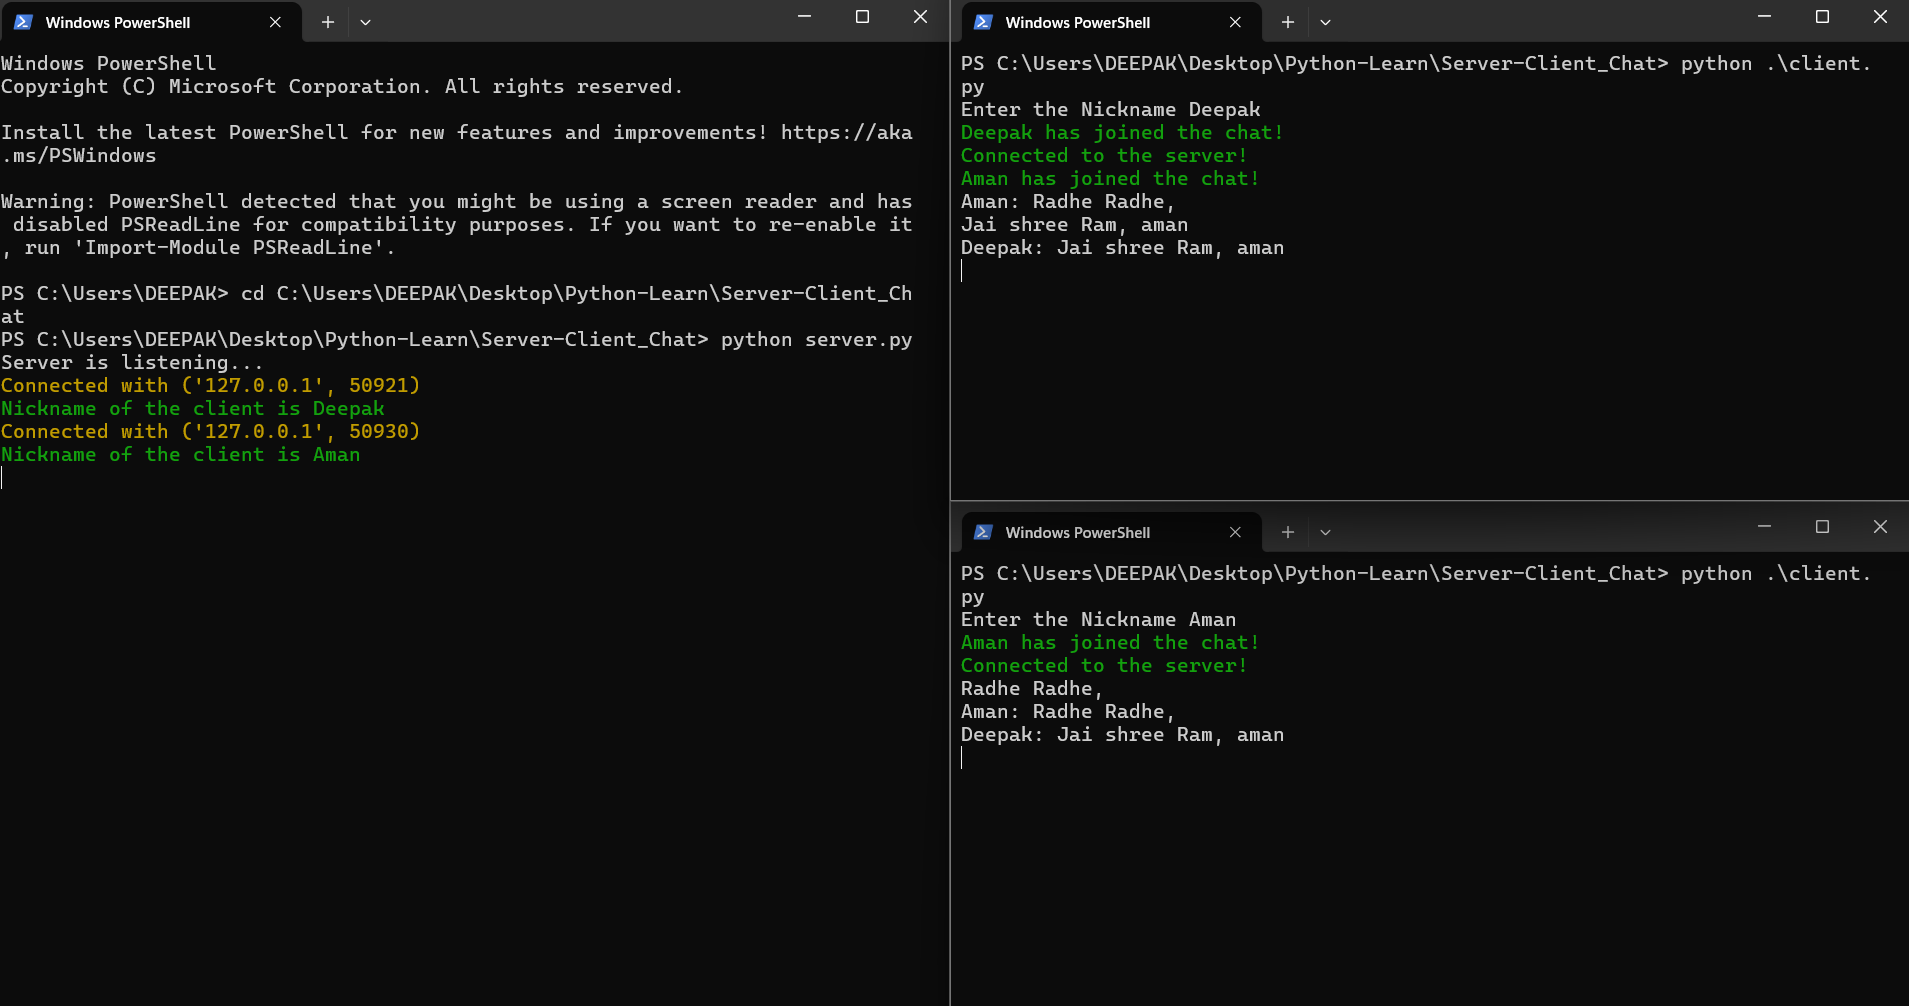 Windows PowerShell
Windows PowerShell
Copyright (C) Microsoft Corporation. All rights reserved.
Install the latest PowerShell for new features and improvements! https://aka
.ms/PSWindows
Warning: PowerShell detected that you might be using a screen reader and has
 disabled PSReadLine for compatibility purposes. If you want to re-enable it
, run 'Import-Module PSReadLine'.
PS C:\Users\DEEPAK> cd C:\Users\DEEPAK\Desktop\Python-Learn\Server-Client_Ch
at
PS C:\Users\DEEPAK\Desktop\Python-Learn\Server-Client_Chat> python server.py
Server is listening...
Connected with ('127.0.0.1', 50921)
Nickname of the client is Deepak
Connected with ('127.0.0.1', 50930)
Nickname of the client is Aman
Windows PowerShell
PS C:\Users\DEEPAK\Desktop\Python-Learn\Server-Client_Chat> python .\client.
py
Enter the Nickname Deepak
Deepak has joined the chat!
Connected to the server!
Aman has joined the chat!
Aman: Radhe Radhe,
Jai shree Ram, aman
Deepak: Jai shree Ram, aman
Windows PowerShell
PS C:\Users\DEEPAK\Desktop\Python-Learn\Server-Client_Chat> python .\client.
py
Enter the Nickname Aman
Aman has joined the chat!
Connected to the server!
Radhe Radhe,
Aman: Radhe Radhe,
Deepak: Jai shree Ram, aman